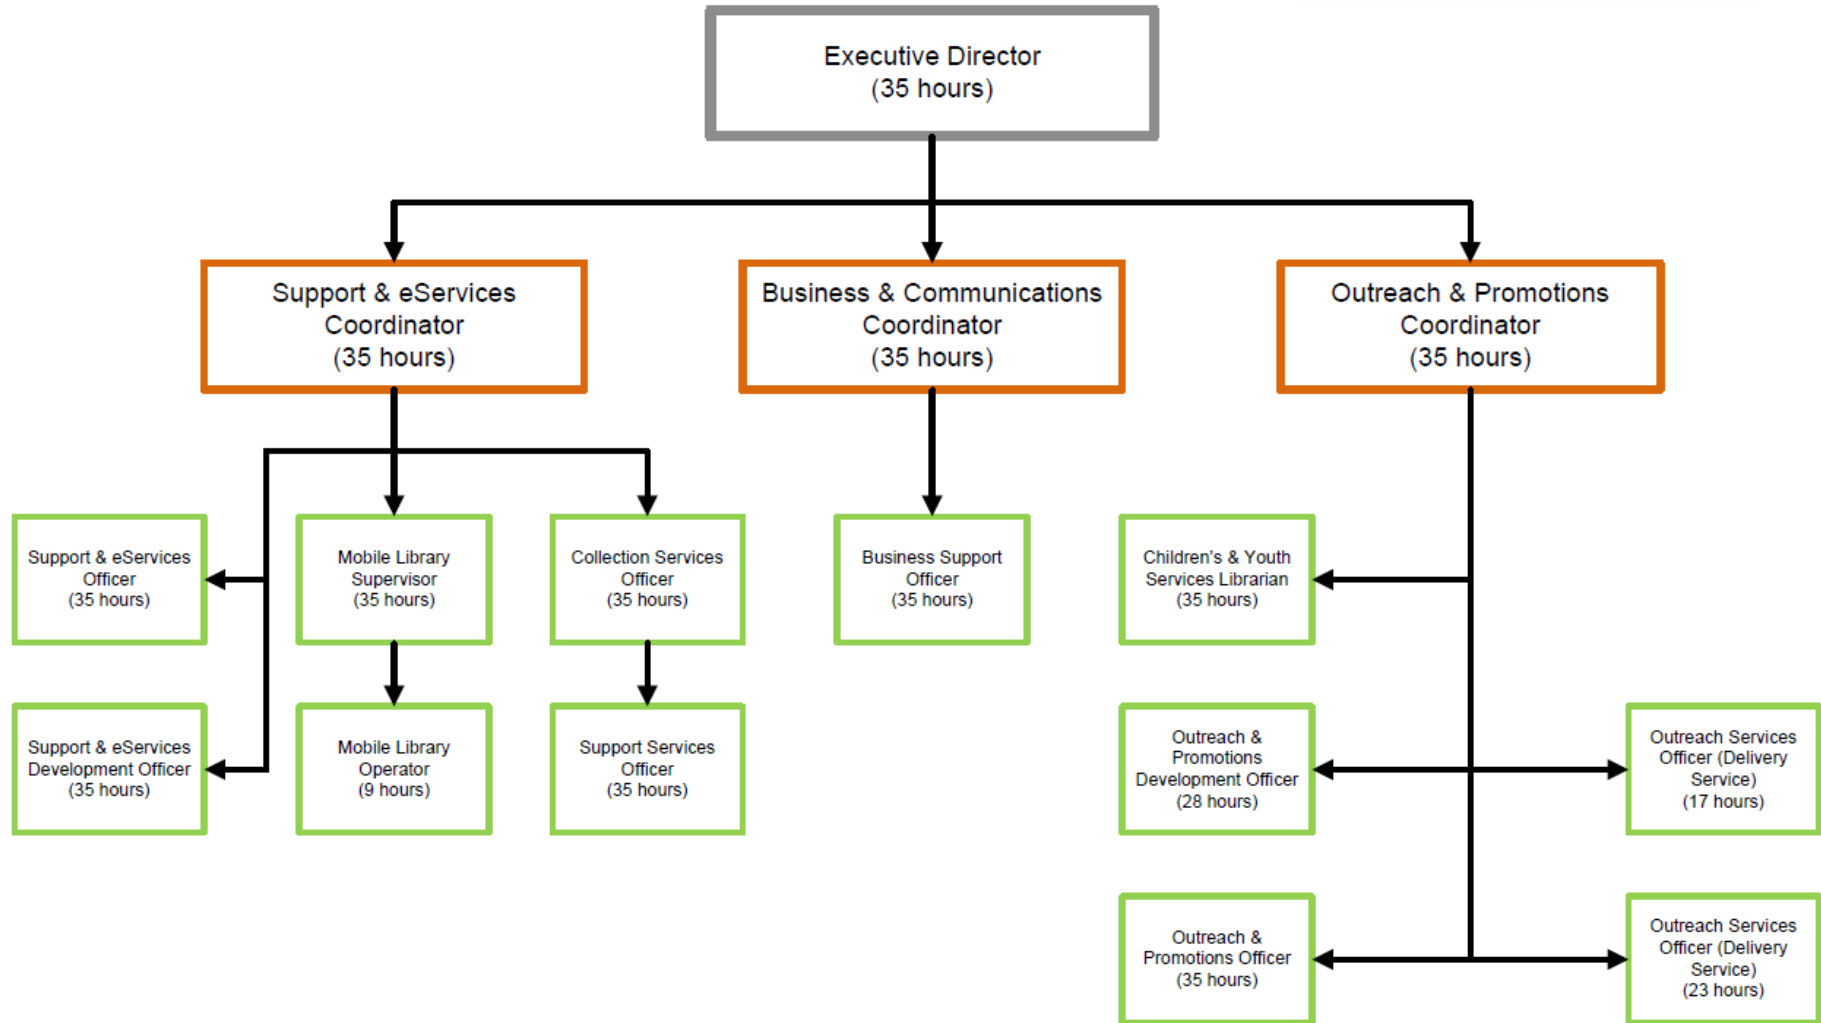 Executive Director
(35 hours)
Support & eServices
Coordinator
(35 hours)
Business & Communications
Coordinator
(35 hours)
Outreach & Promotions
Coordinator
(35 hours)
Support & eServices
Officer
(35 hours)
Mobile Library
Supervisor
(35 hours)
Collection Services
Officer
(35 hours)
Business Support
Officer
(35 hours)
Children's & Youth
Services Librarian
(35 hours)
Support & eServices
Development Officer
(35 hours)
Mobile Library
Operator
(9 hours)
Support Services
Officer
(35 hours)
Outreach &
Promotions
Development Officer
(28 hours)
Outreach Services
Officer (Delivery
Service)
(17 hours)
Outreach &
Promotions Officer
(35 hours)
Outreach Services
Officer (Delivery
Service)
(23 hours)